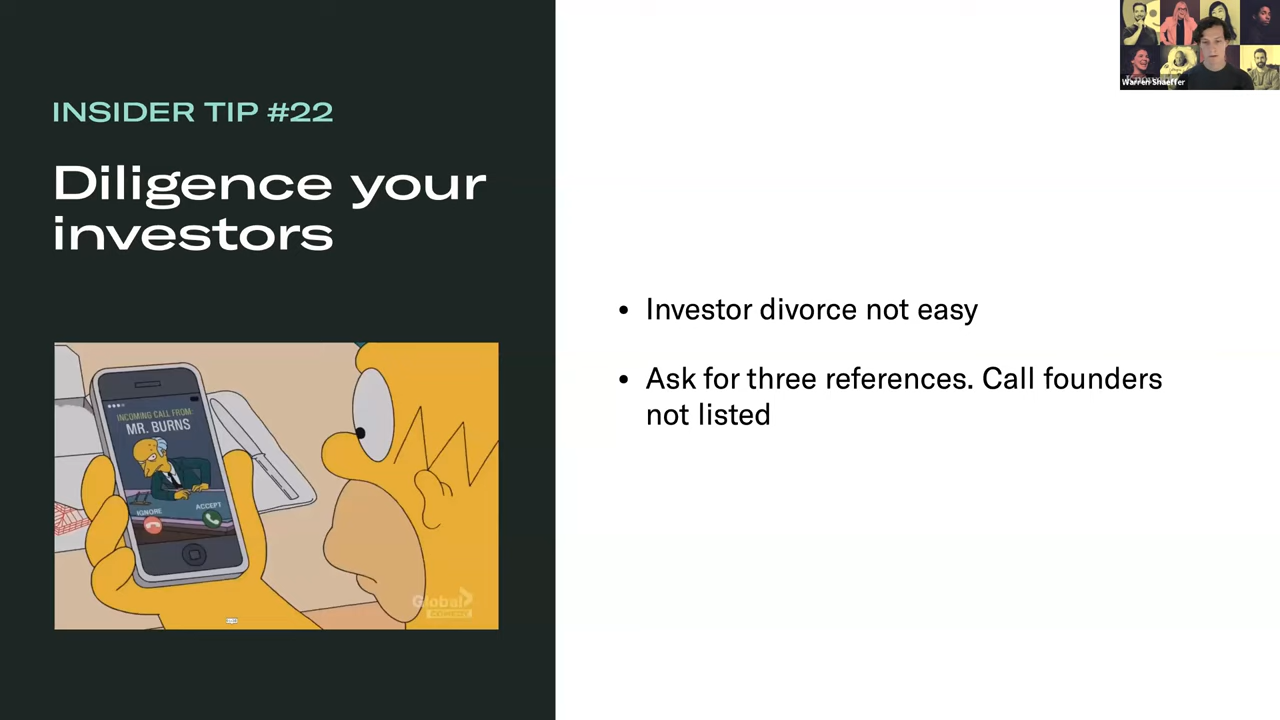 INSIDER TIP #22
Diligence your
investors
INCOMING CALL FROM:
MR. BURNS
IGNORE
ACCEPT
Global
• Investor divorce not easy
• Ask for three references. Call founders
not listed
Warren Shaeffer